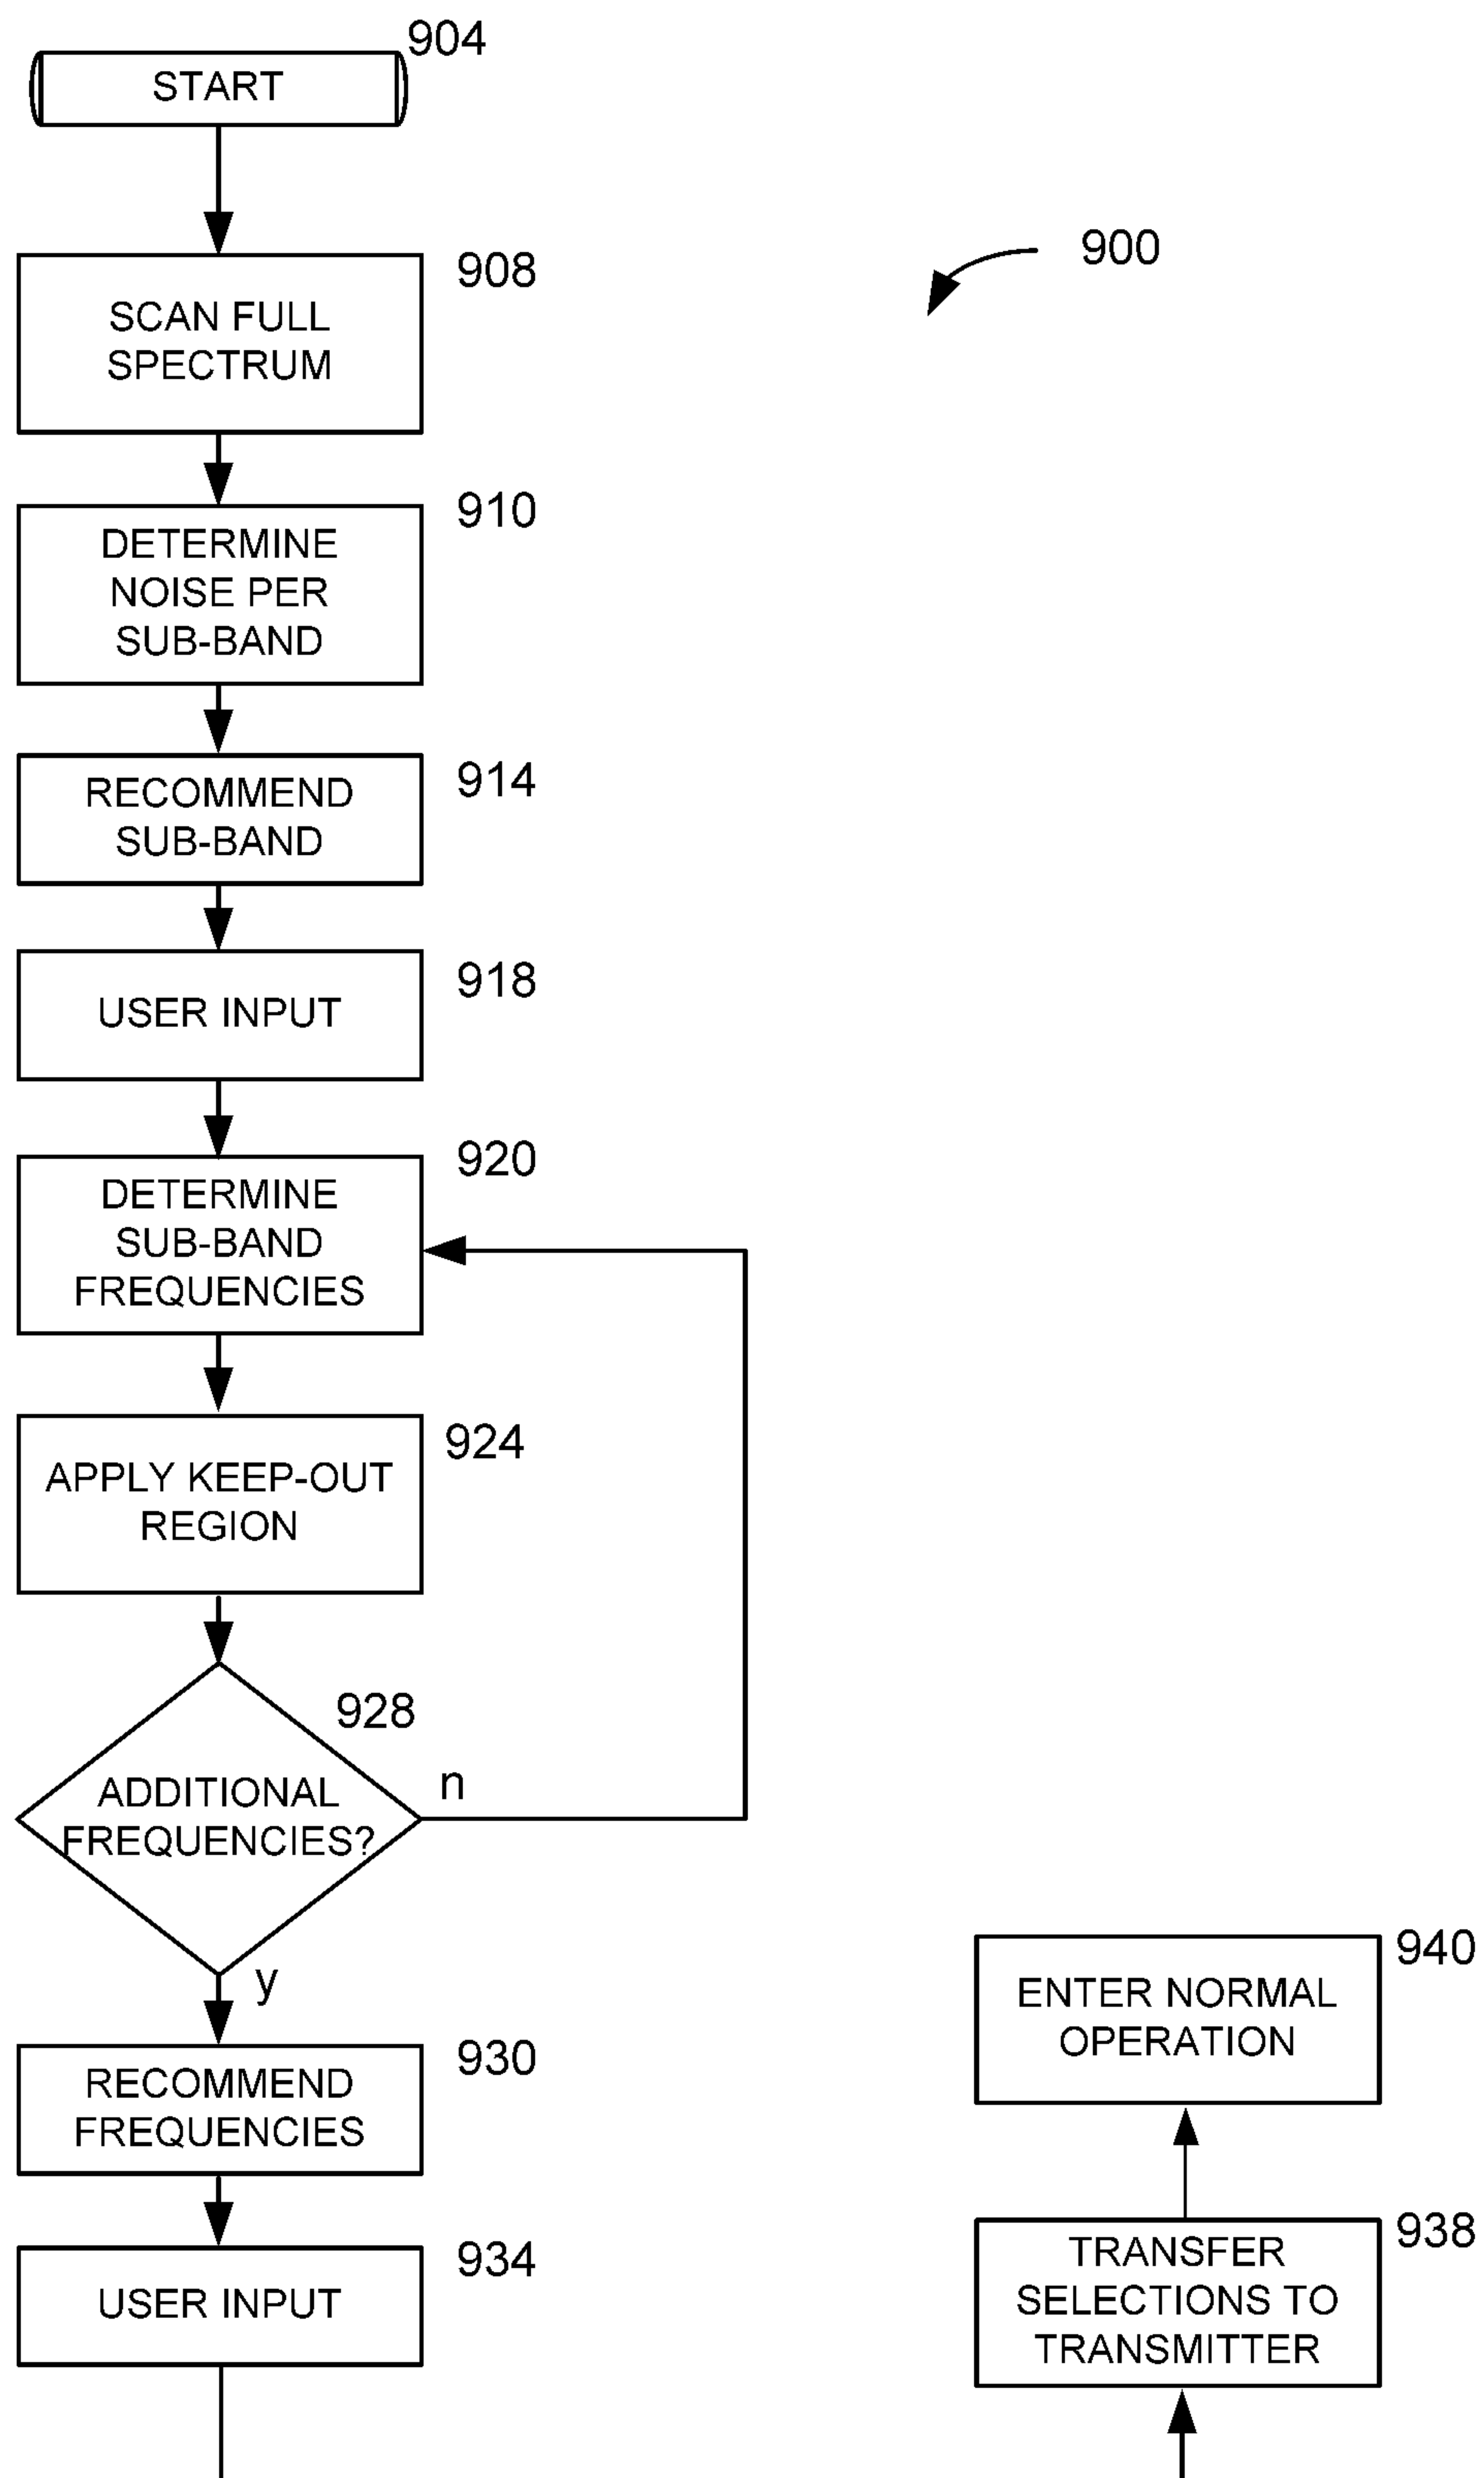 904
START
900
908
SCAN FULL
SPECTRUM
910
DETERMINE
NOISE PER
SUB-BAND
914
RECOMMEND
SUB-BAND
918
USER INPUT
920
DETERMINE
SUB-BAND
FREQUENCIES
924
APPLY KEEP-OUT
REGION
928
ADDITIONAL
FREQUENCIES?
n
y
930
RECOMMEND
FREQUENCIES
934
USER INPUT
940
ENTER NORMAL
OPERATION
938
TRANSFER
SELECTIONS TO
TRANSMITTER